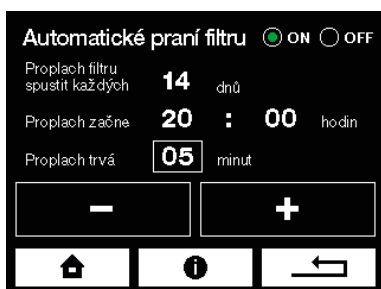 Automatické praní filtru ON OFF
Proplach filtru
spustit každých 14 dnů
Proplach začne 20 : 00 hodin
Proplach trvá 05 minut
- +